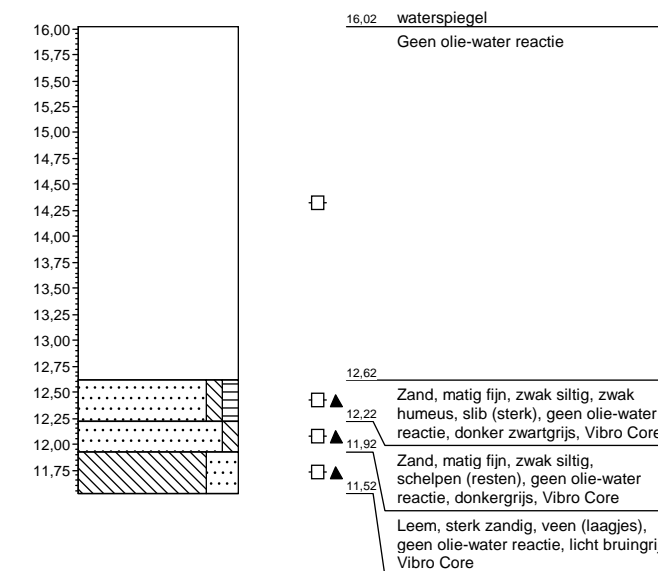 16,00
15,75
15,50
15,25
15,00
14,75
14,50
14,25
14,00
13,75
13,50
13,25
13,00
12,75
12,50
12,25
12,00
11,75
16,02 waterspiegel
Geen olie-water reactie
12,62
Zand, matig fijn, zwak siltig, zwak
humeus, slib (sterk), geen olie-water
reactie, donker zwartgrijs, Vibro Core
12,22
Zand, matig fijn, zwak siltig,
schelpen (resten), geen olie-water
reactie, donkergrijs, Vibro Core
11,92
Leem, sterk zandig, veen (laagjes),
geen olie-water reactie, licht bruingrij
Vibro Core
11,52